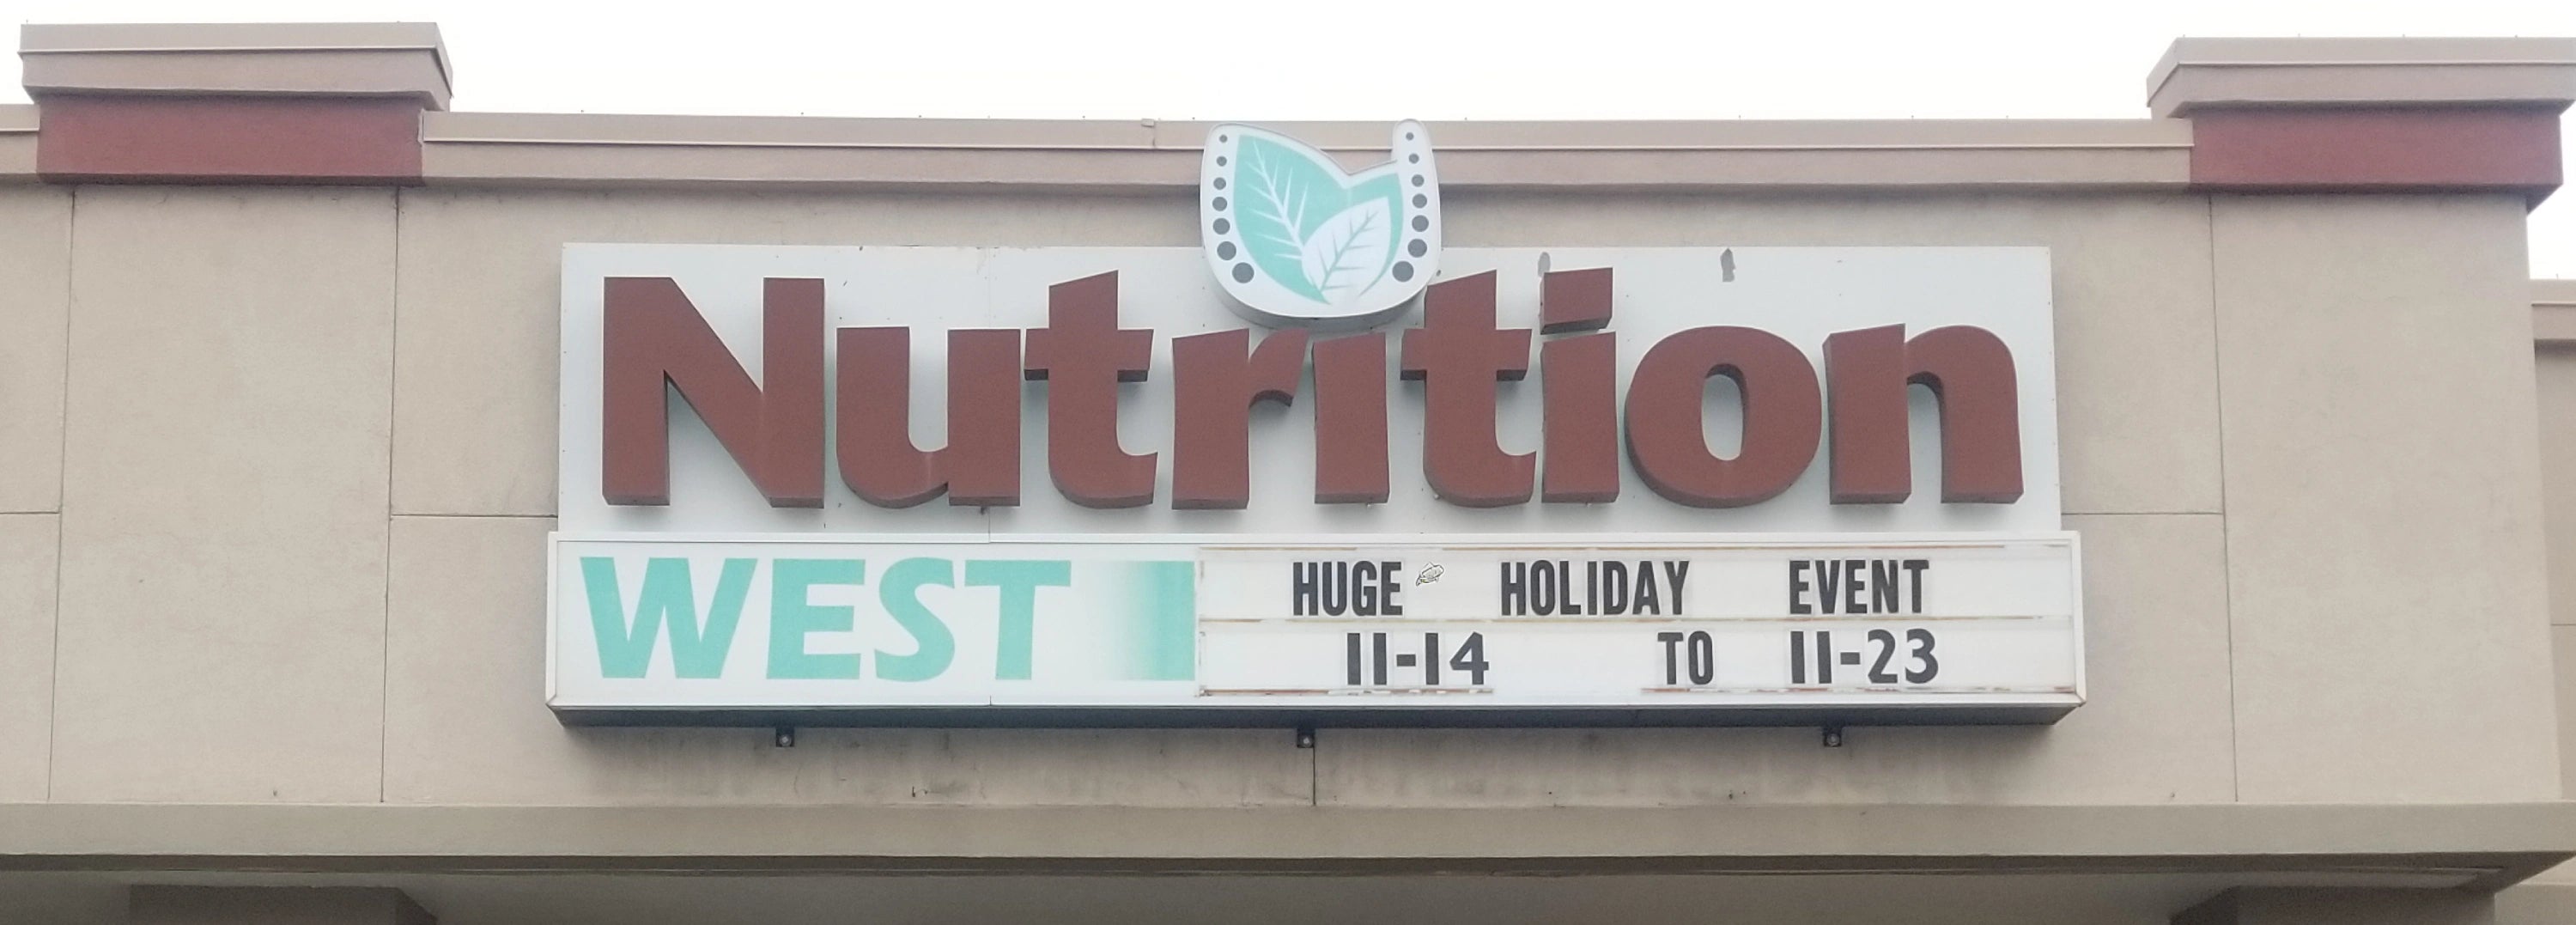 Nutrition
WEST
HUGE HOLIDAY EVENT
11-14 TO 11-23